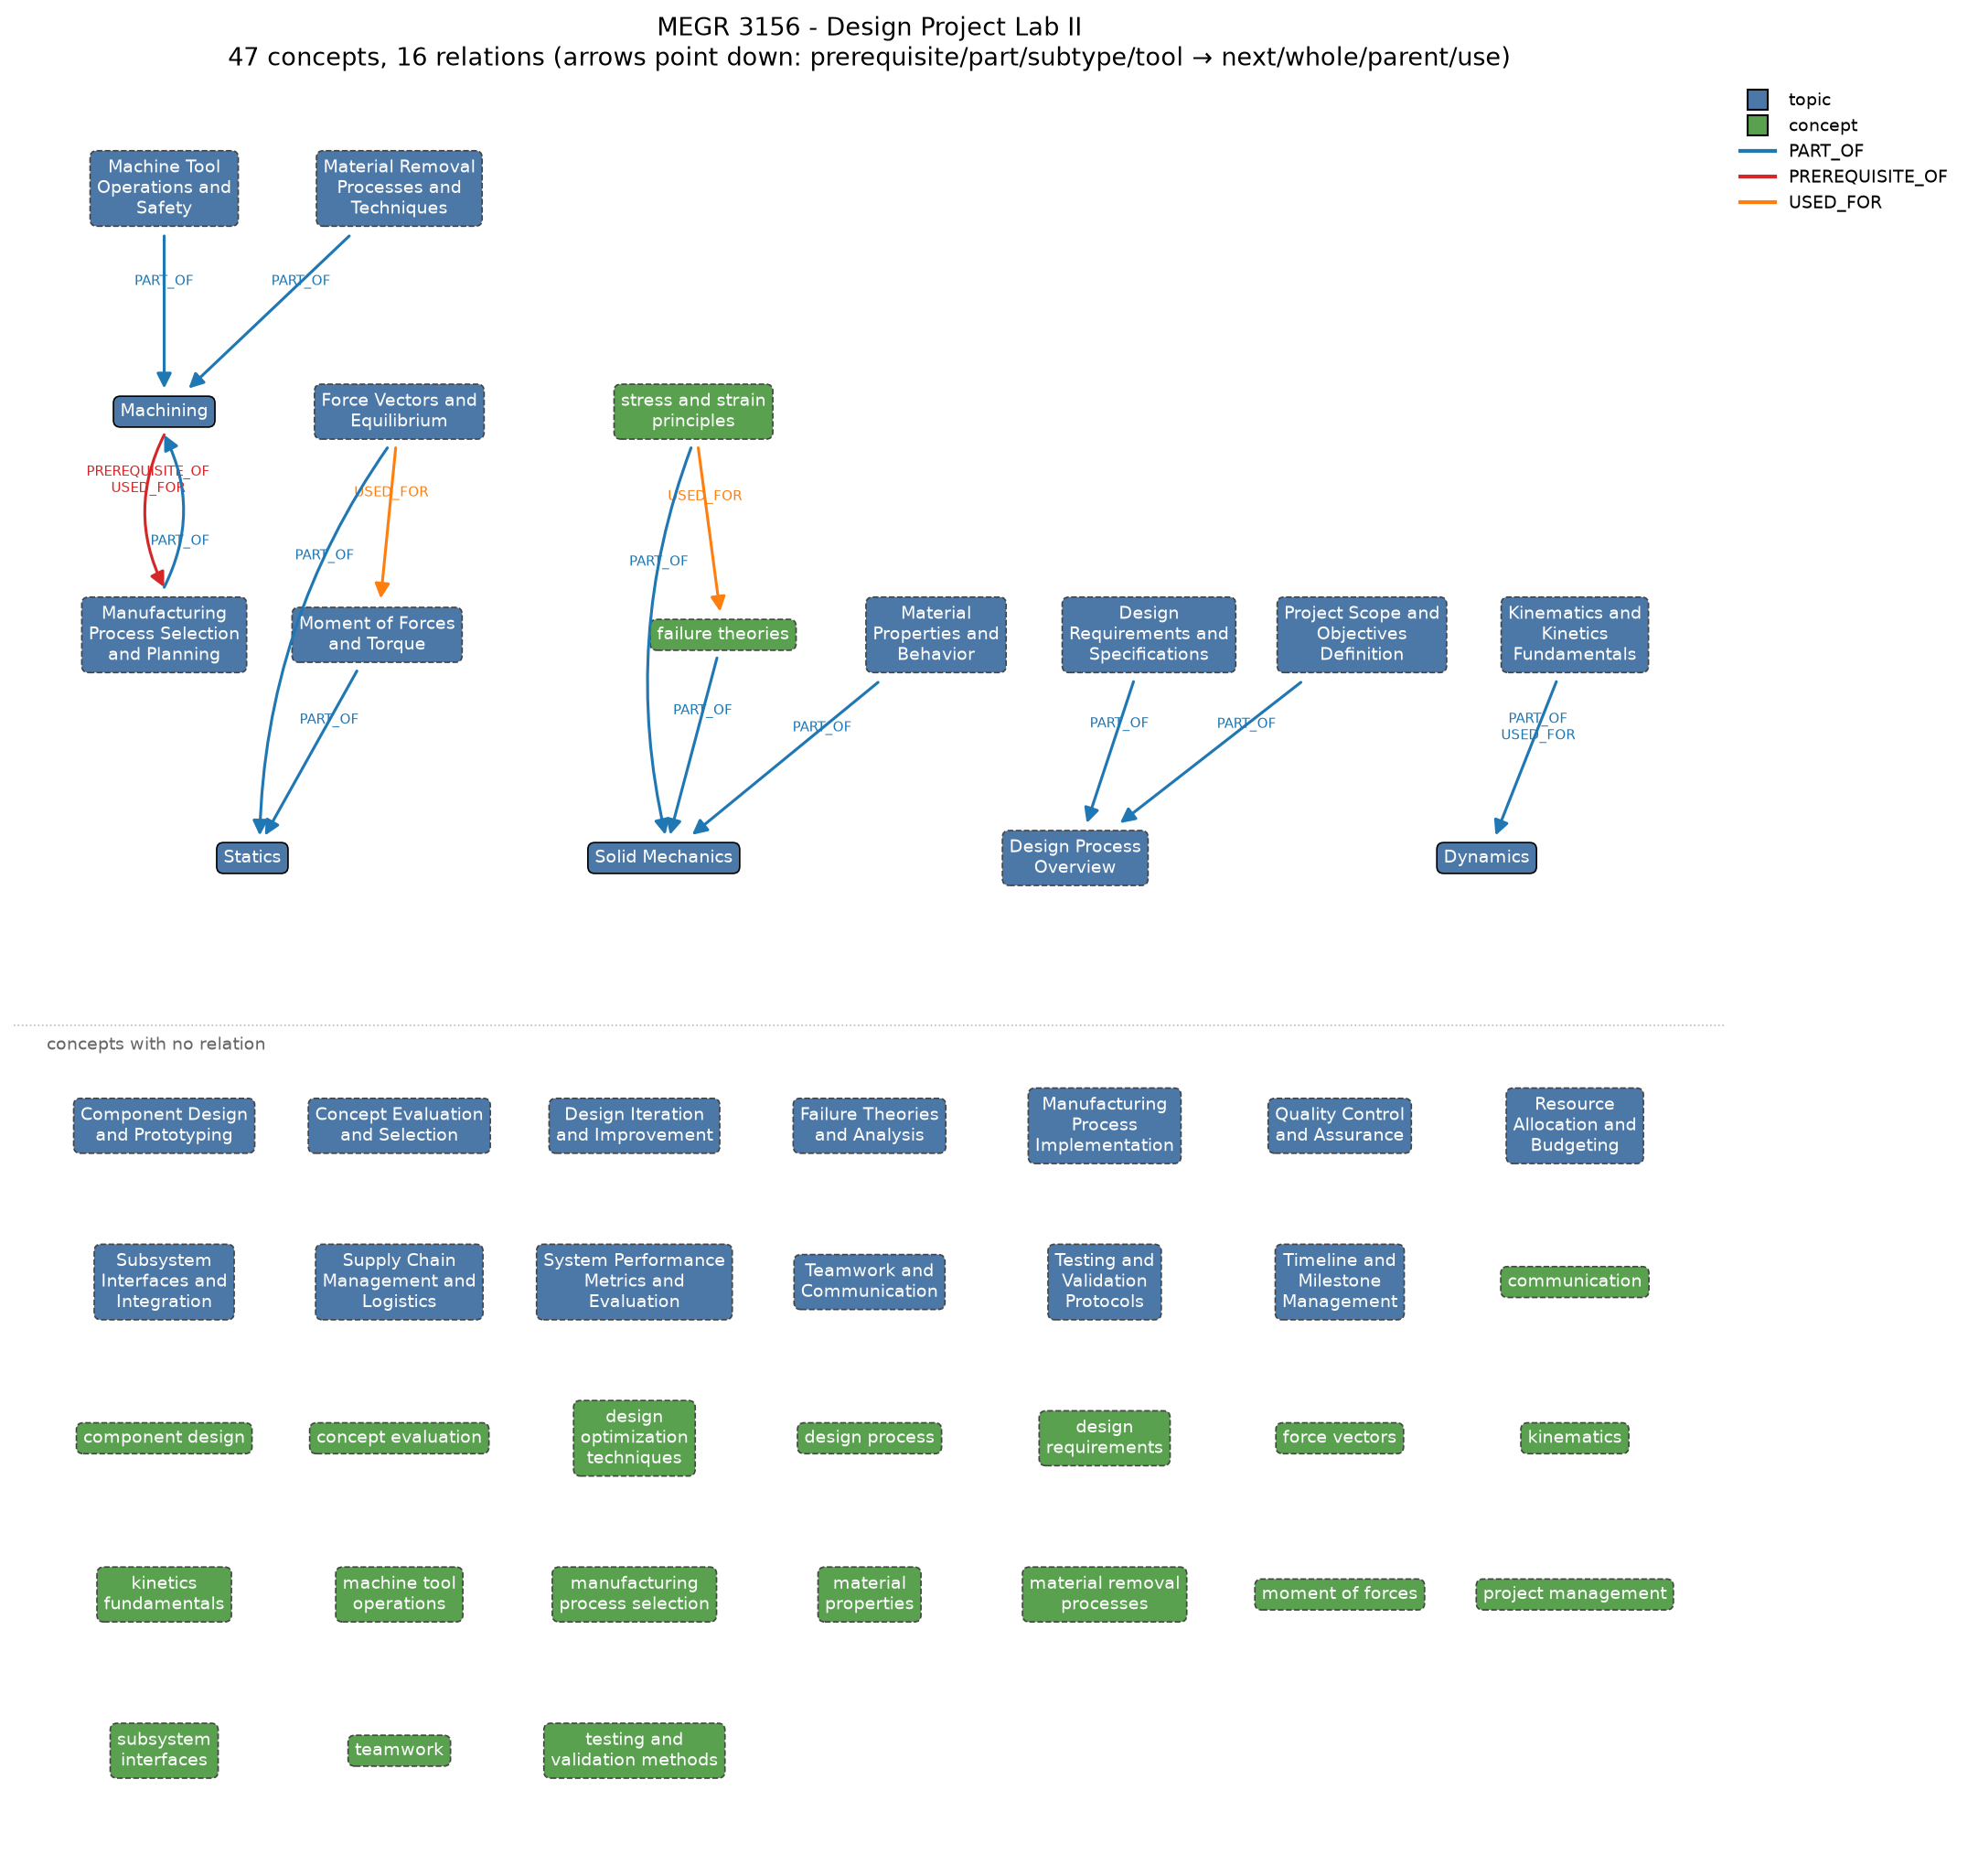 MEGR 3156 - Design Project Lab II
47 concepts, 16 relations (arrows point down: prerequisite/part/subtype/tool → next/whole/parent/use)
topic
concept
PART_OF
PREREQUISITE_OF
USED_FOR
Machine Tool
Operations and
Safety
Material Removal
Processes and
Techniques
PART_OF
PART_OF
Machining
Force Vectors and
Equilibrium
stress and strain
principles
PREREQUISITE_OF
USED_FOR
PART_OF
USED_FOR
PART_OF
USED_FOR
PART_OF
Manufacturing
Process Selection
and Planning
Moment of Forces
and Torque
failure theories
Material
Properties and
Behavior
Design
Requirements and
Specifications
Project Scope and
Objectives
Definition
Kinematics and
Kinetics
Fundamentals
PART_OF
PART_OF
PART_OF
PART_OF
PART_OF
PART_OF
USED_FOR
Statics
Solid Mechanics
Design Process
Overview
Dynamics
concepts with no relation
Component Design
and Prototyping
Concept Evaluation
and Selection
Design Iteration
and Improvement
Failure Theories
and Analysis
Manufacturing
Process
Implementation
Quality Control
and Assurance
Resource
Allocation and
Budgeting
Subsystem
Interfaces and
Integration
Supply Chain
Management and
Logistics
System Performance
Metrics and
Evaluation
Teamwork and
Communication
Testing and
Validation
Protocols
Timeline and
Milestone
Management
communication
component design
concept evaluation
design
optimization
techniques
design process
design
requirements
force vectors
kinematics
kinetics
fundamentals
machine tool
operations
manufacturing
process selection
material
properties
material removal
processes
moment of forces
project management
subsystem
interfaces
teamwork
testing and
validation methods